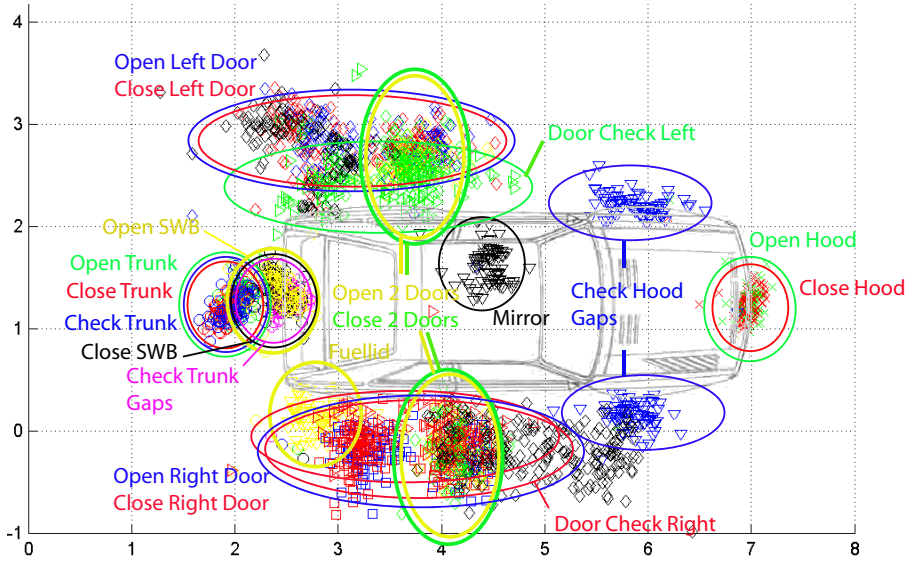 4
Open Left Door
Close Left Door
3
Door Check Left
2
Open SWB
Open Hood
Open Trunk
Close Trunk
Open 2 Doors
Check Hood
Gaps
Close Hood
Check Trunk
Close 2 Doors
Mirror
1
Close SWB
Fuellid
Check Trunk
Gaps
0
Open Right Door
Close Right Door
Door Check Right
-1
0 1 2 3 4 5 6 7 8